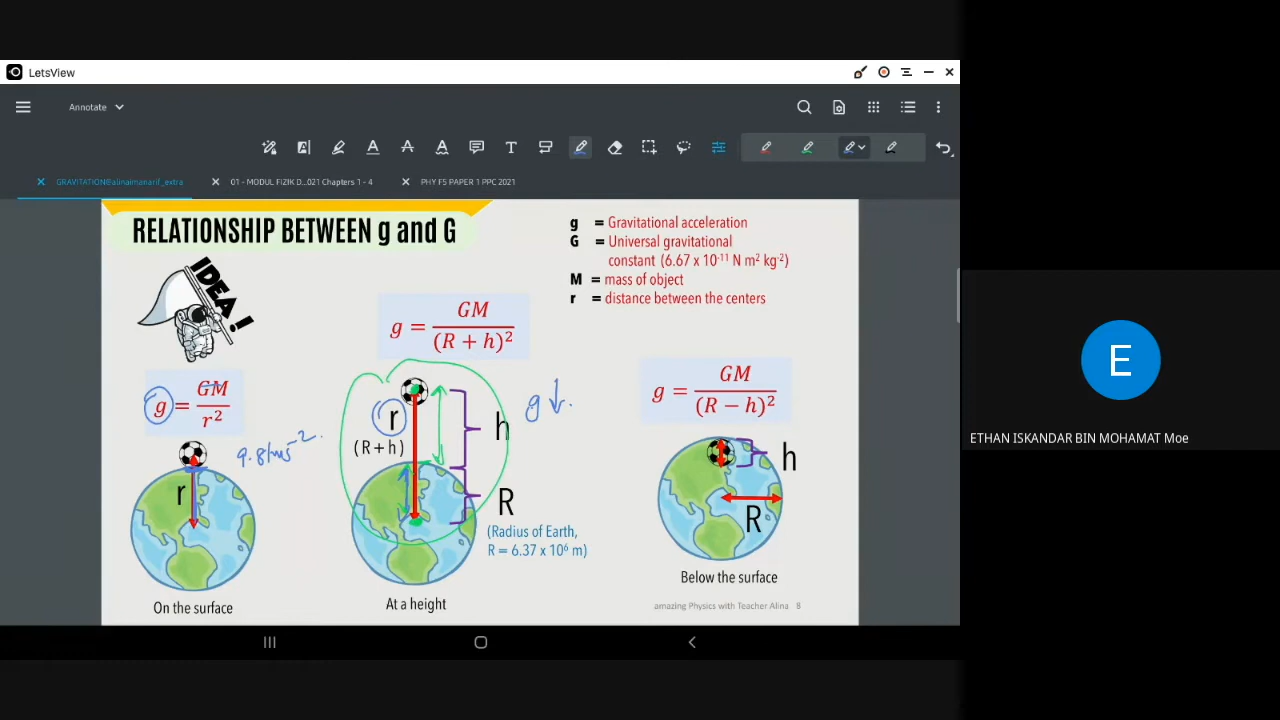 LetsView
Annotate
GRAVITATION@alinaimanarif_extra
01 - MODUL FIZIK D...021 Chapters 1 - 4
PHY F5 PAPER 1 PPC 2021
RELATIONSHIP BETWEEN g and G
g = Gravitational acceleration
G = Universal gravitational
constant (6.67 x 10⁻¹¹ N m² kg⁻²)
M = mass of object
r = distance between the centers
IDEA!
g = GM / (R + h)²
g = GM / r²
g = GM / (R − h)²
9.81ms⁻².
r
r
(R + h)
h
R
g↓.
h
R
(Radius of Earth,
R = 6.37 x 10⁶ m)
On the surface
At a height
Below the surface
amazing Physics with Teacher Alina 8
E
ETHAN ISKANDAR BIN MOHAMAT Moe